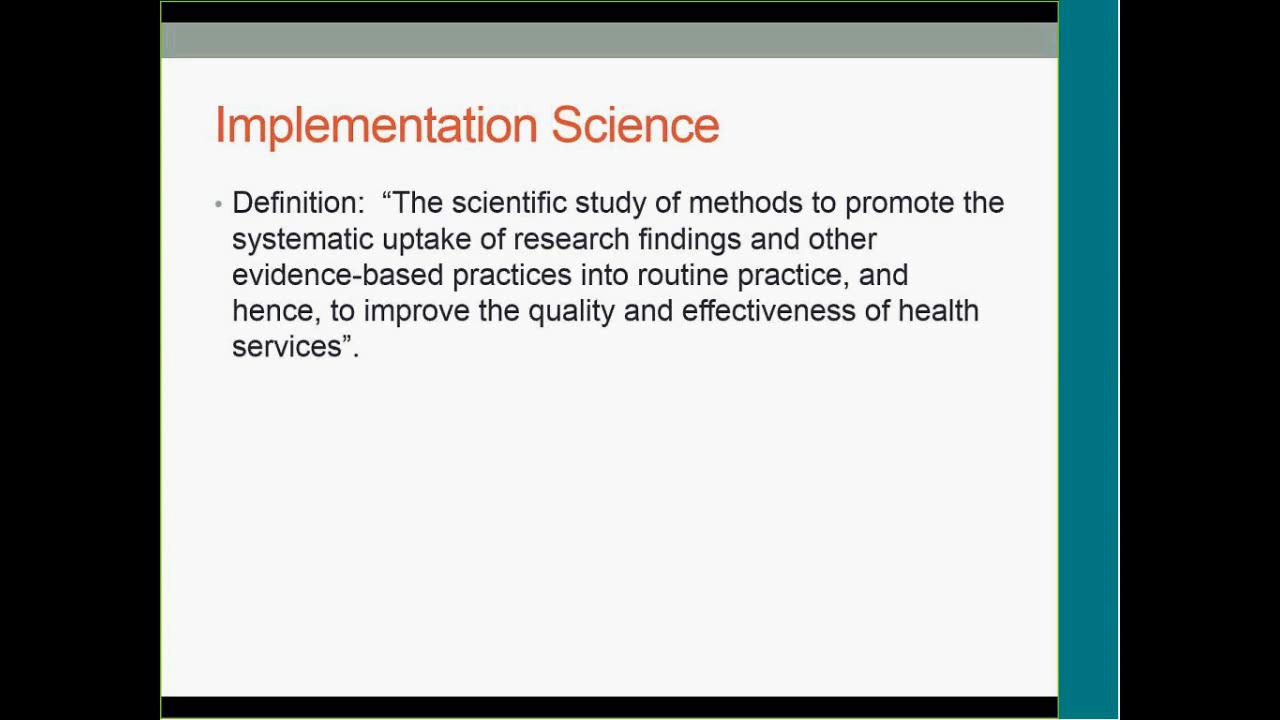 Implementation Science
• Definition:  “The scientific study of methods to promote the
systematic uptake of research findings and other
evidence-based practices into routine practice, and
hence, to improve the quality and effectiveness of health
services”.